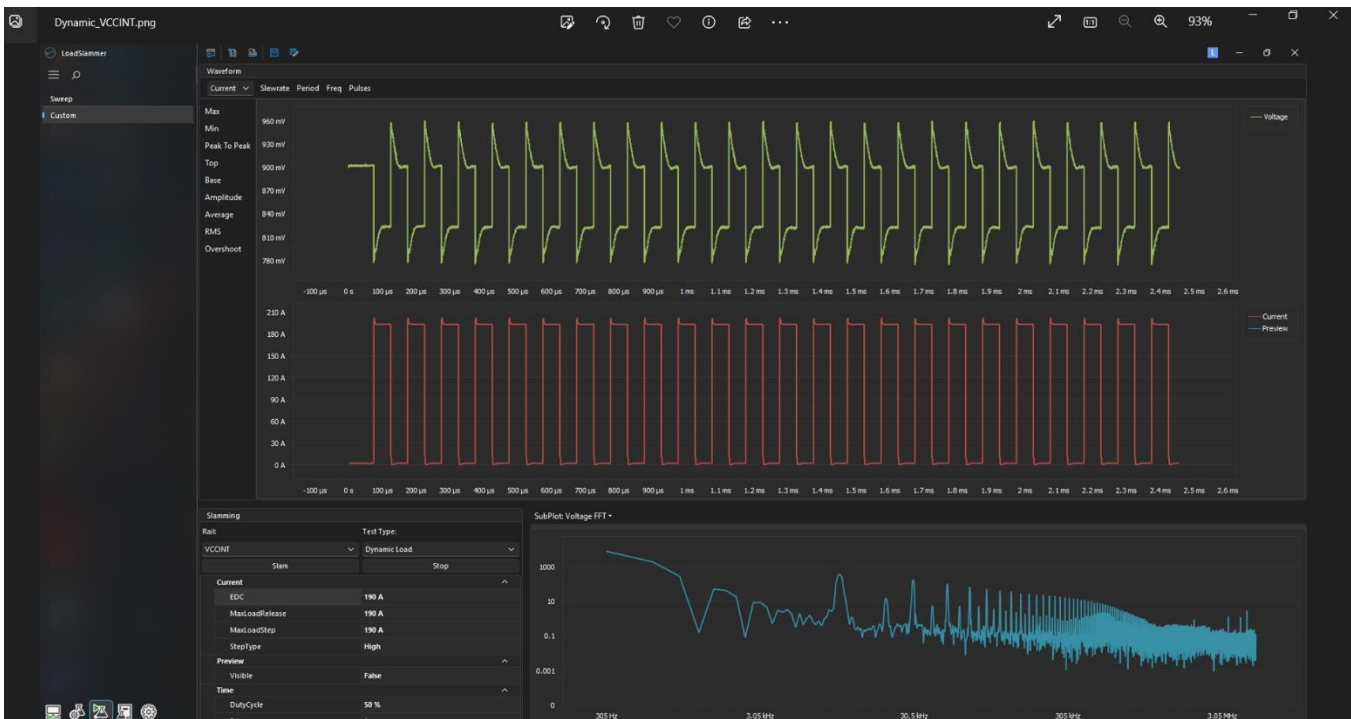 Dynamic_VCCINT.png
93%
LoadSlammer
L
Sweep
Custom
Waveform
Current Slewrate Period Freq Pulses
Max
Min
Peak To Peak
Top
Base
Amplitude
Average
RMS
Overshoot
960 mV
930 mV
900 mV
870 mV
840 mV
810 mV
780 mV
Voltage
-100 µs 0 s 100 µs 200 µs 300 µs 400 µs 500 µs 600 µs 700 µs 800 µs 900 µs 1 ms 1.1 ms 1.2 ms 1.3 ms 1.4 ms 1.5 ms 1.6 ms 1.7 ms 1.8 ms 1.9 ms 2 ms 2.1 ms 2.2 ms 2.3 ms 2.4 ms 2.5 ms 2.6 ms
210 A
180 A
150 A
120 A
90 A
60 A
30 A
0 A
Current
Preview
-100 µs 0 s 100 µs 200 µs 300 µs 400 µs 500 µs 600 µs 700 µs 800 µs 900 µs 1 ms 1.1 ms 1.2 ms 1.3 ms 1.4 ms 1.5 ms 1.6 ms 1.7 ms 1.8 ms 1.9 ms 2 ms 2.1 ms 2.2 ms 2.3 ms 2.4 ms 2.5 ms 2.6 ms
Slamming
Rail: Test Type:
VCCINT Dynamic Load
Slam Stop
Current
EDC 190 A
MaxLoadRelease 190 A
MaxLoadStep 190 A
StepType High
Preview
Visible False
Time
DutyCycle 50 %
SubPlot: Voltage FFT
1000
10
0.1
0.001
0
305 Hz 3.05 kHz 30.5 kHz 305 kHz 3.05 MHz